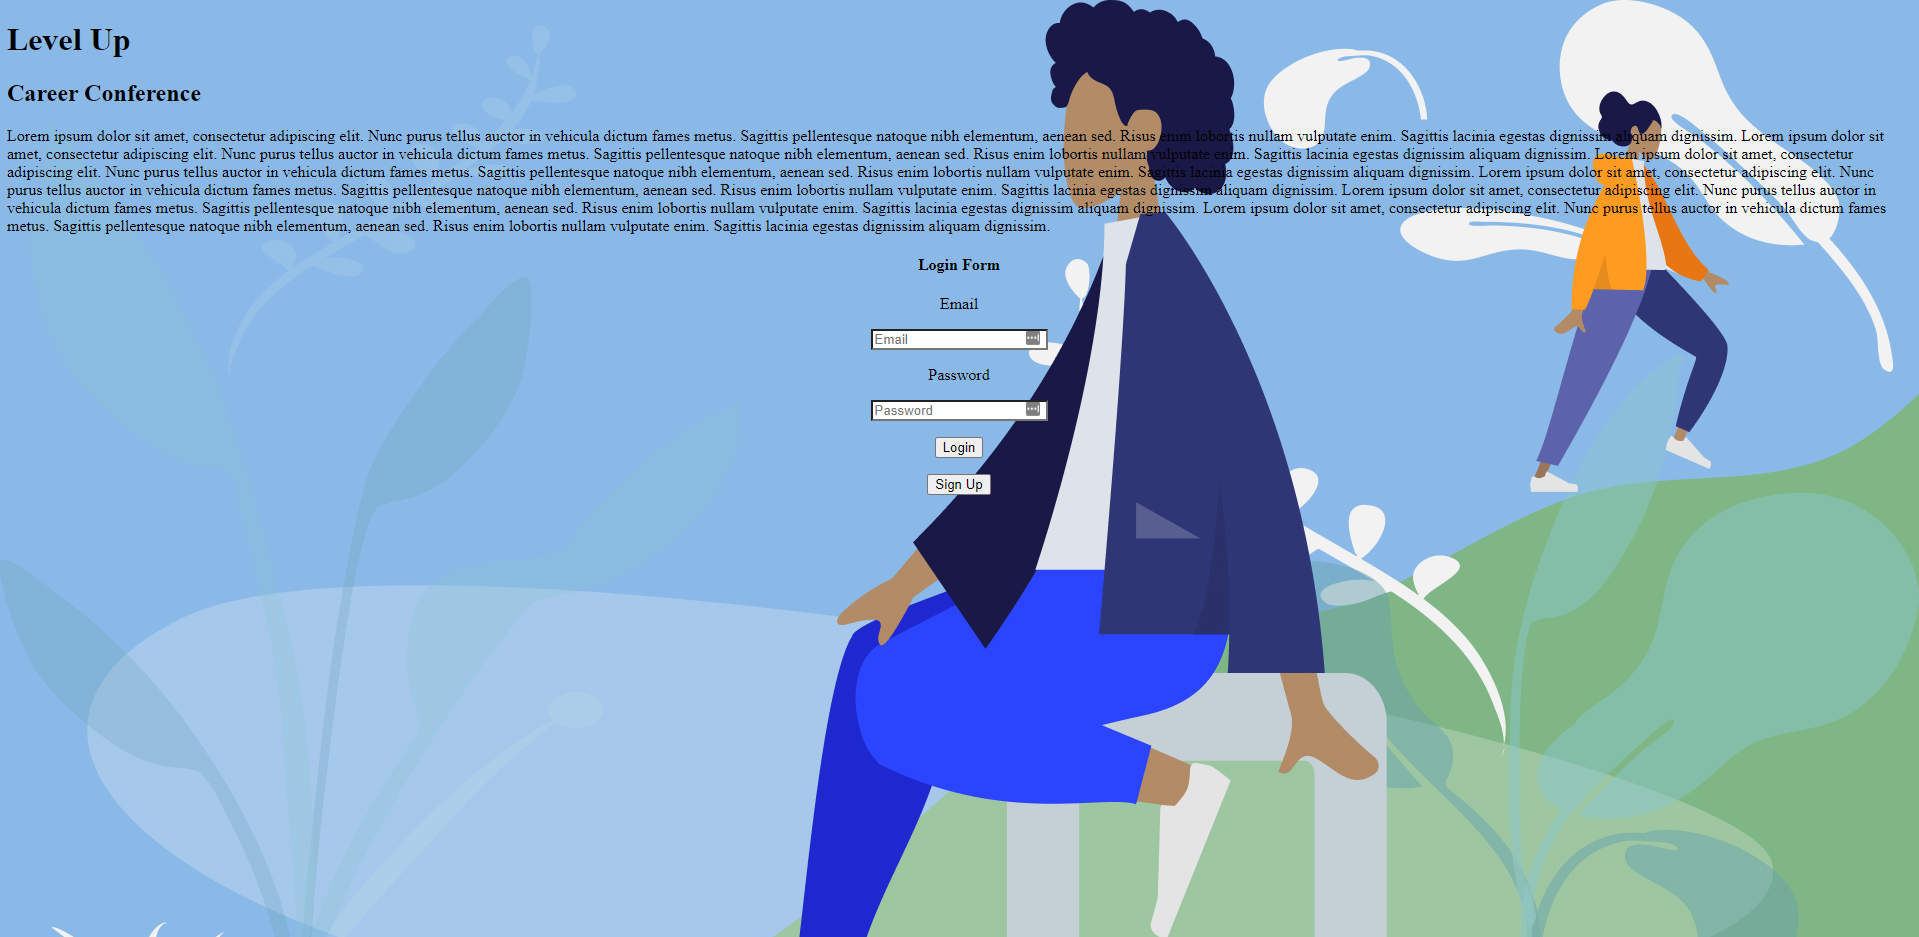 Level Up
Career Conference
Lorem ipsum dolor sit amet, consectetur adipiscing elit. Nunc purus tellus auctor in vehicula dictum fames metus. Sagittis pellentesque natoque nibh elementum, aenean sed. Risus enim lobortis nullam vulputate enim. Sagittis lacinia egestas dignissim aliquam dignissim. Lorem ipsum dolor sit
amet, consectetur adipiscing elit. Nunc purus tellus auctor in vehicula dictum fames metus. Sagittis pellentesque natoque nibh elementum, aenean sed. Risus enim lobortis nullam vulputate enim. Sagittis lacinia egestas dignissim aliquam dignissim. Lorem ipsum dolor sit amet, consectetur
adipiscing elit. Nunc purus tellus auctor in vehicula dictum fames metus. Sagittis pellentesque natoque nibh elementum, aenean sed. Risus enim lobortis nullam vulputate enim. Sagittis lacinia egestas dignissim aliquam dignissim. Lorem ipsum dolor sit amet, consectetur adipiscing elit. Nunc
purus tellus auctor in vehicula dictum fames metus. Sagittis pellentesque natoque nibh elementum, aenean sed. Risus enim lobortis nullam vulputate enim. Sagittis lacinia egestas dignissim aliquam dignissim. Lorem ipsum dolor sit amet, consectetur adipiscing elit. Nunc purus tellus auctor in
vehicula dictum fames metus. Sagittis pellentesque natoque nibh elementum, aenean sed. Risus enim lobortis nullam vulputate enim. Sagittis lacinia egestas dignissim aliquam dignissim. Lorem ipsum dolor sit amet, consectetur adipiscing elit. Nunc purus tellus auctor in vehicula dictum fames
metus. Sagittis pellentesque natoque nibh elementum, aenean sed. Risus enim lobortis nullam vulputate enim. Sagittis lacinia egestas dignissim aliquam dignissim.
Login Form
Email
Email
Password
Password
Login
Sign Up